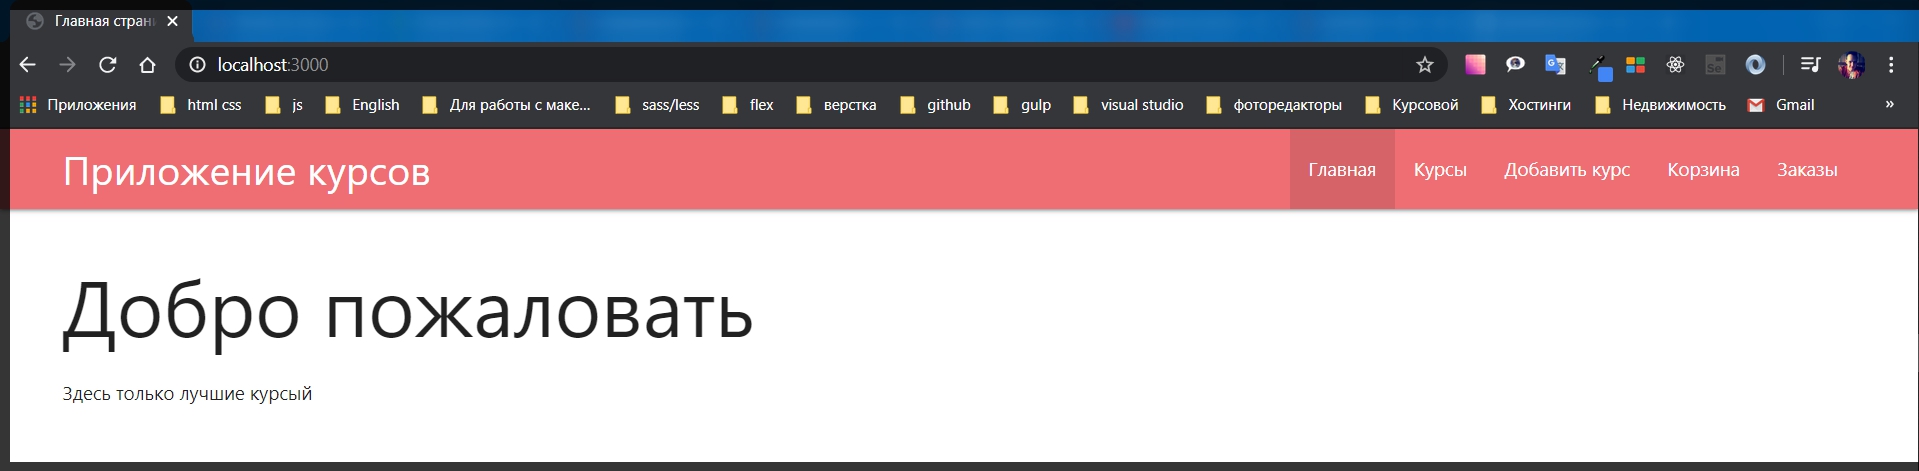 Главная стран
localhost:3000
Приложения html css js English Для работы с маке... sass/less flex верстка github gulp visual studio фоторедакторы Курсовой Хостинги Недвижимость Gmail »
Приложение курсов Главная Курсы Добавить курс Корзина Заказы
Добро пожаловать
Здесь только лучшие курсый